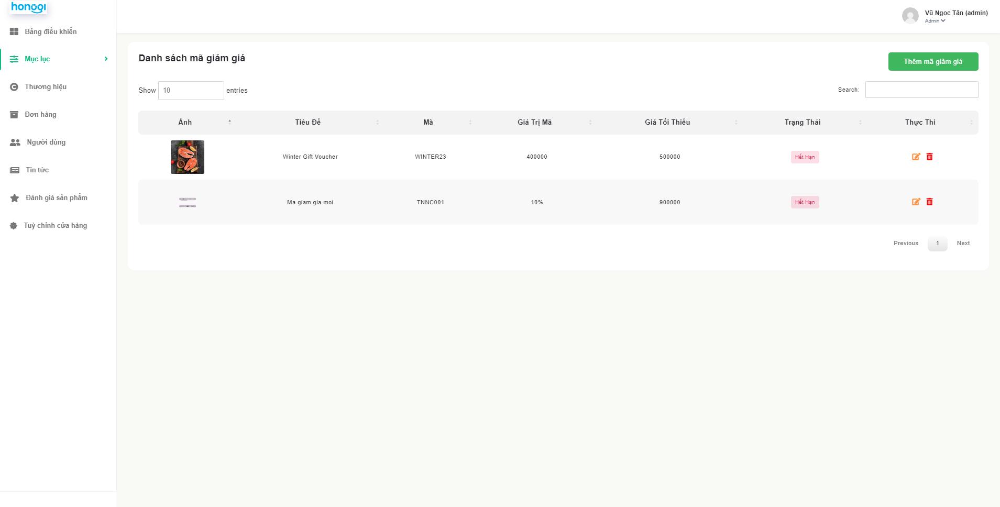 hongqi
Vũ Ngọc Tân (admin)
Admin
Bảng điều khiển
Mục lục
Thương hiệu
Đơn hàng
Người dùng
Tin tức
Đánh giá sản phẩm
Tuỳ chỉnh cửa hàng
Danh sách mã giảm giá
Thêm mã giảm giá
Show 10 entries
Search:
Ảnh Tiêu Đề Mã Giá Trị Mã Giá Tối Thiểu Trạng Thái Thực Thi
Winter Gift Voucher WINTER23 400000 500000 Hết Hạn
Ma giam gia moi TNNC001 10% 900000 Hết Hạn
Previous 1 Next